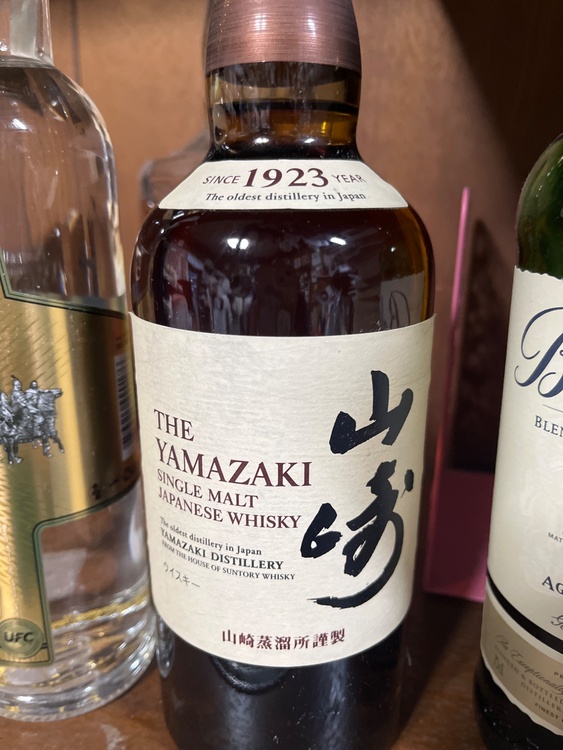 SINCE 1923 YEAR
The oldest distillery in Japan
THE
YAMAZAKI
SINGLE MALT
JAPANESE WHISKY
The oldest distillery in Japan
YAMAZAKI DISTILLERY
FROM THE HOUSE OF SUNTORY WHISKY
ウイスキー
山崎
山崎蒸溜所謹製
UFC